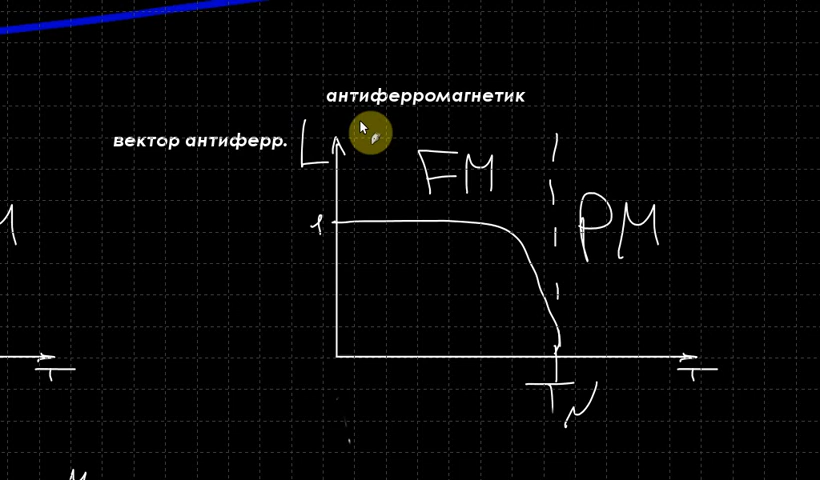 антиферромагнетик
вектор антиферр. L
FM
1
PM
M
T
T
T_N
M